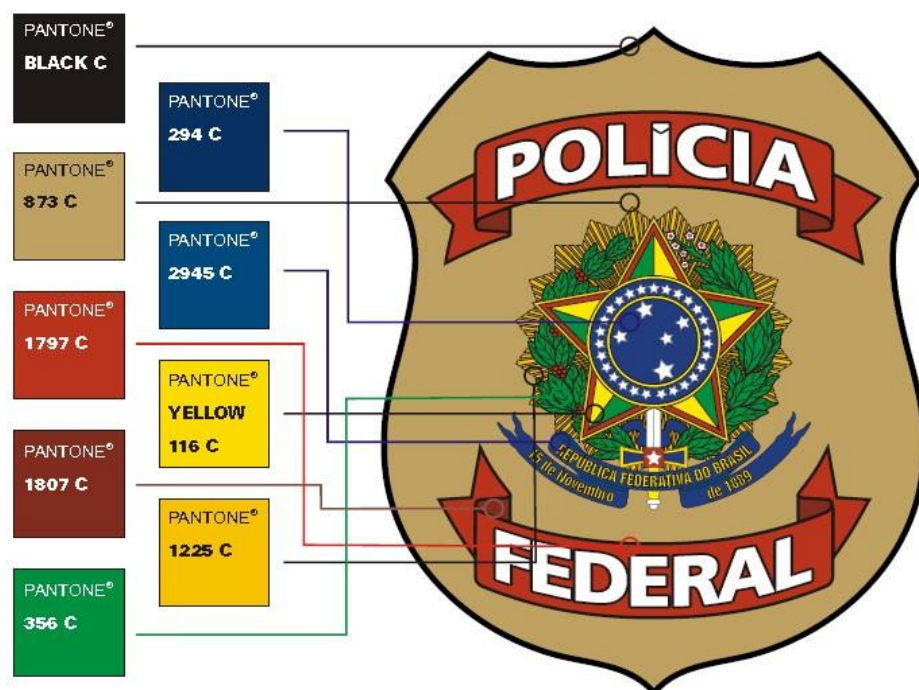 PANTONE®
BLACK C
PANTONE®
873 C
PANTONE®
1797 C
PANTONE®
1807 C
PANTONE®
356 C
PANTONE®
294 C
PANTONE®
2945 C
PANTONE®
YELLOW
116 C
PANTONE®
1225 C
POLÍCIA
REPUBLICA FEDERATIVA DO BRASIL
15 de Novembro
de 1889
FEDERAL